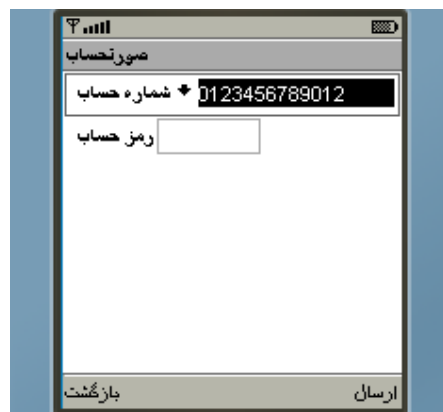 صورتحساب
شماره حساب 0123456789012
رمز حساب
بازگشت
ارسال